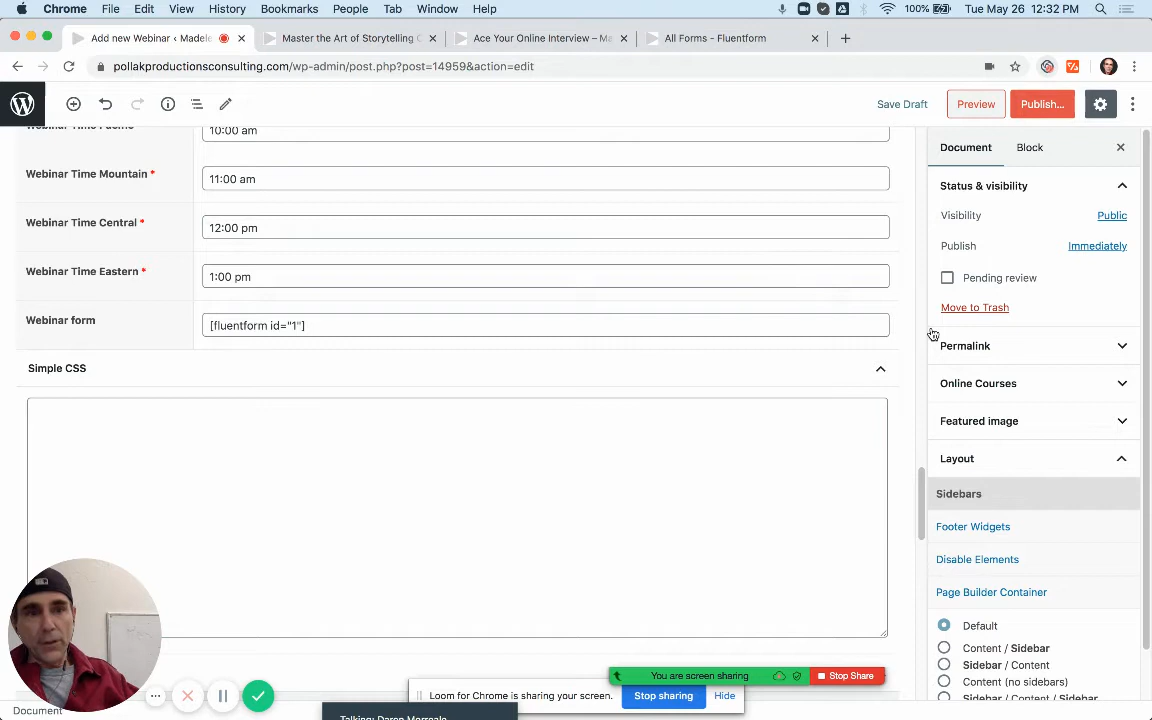 Chrome File Edit View History Bookmarks People Tab Window Help 100% Tue May 26 12:32 PM
Add new Webinar ‹ Madele Master the Art of Storytelling C Ace Your Online Interview – Ma All Forms - Fluentform
pollakproductionsconsulting.com/wp-admin/post.php?post=14959&action=edit
Save Draft Preview Publish...
10:00 am
Webinar Time Mountain * 11:00 am
Webinar Time Central * 12:00 pm
Webinar Time Eastern * 1:00 pm
Webinar form [fluentform id="1"]
Simple CSS
Document Block
Status & visibility
Visibility Public
Publish Immediately
Pending review
Move to Trash
Permalink
Online Courses
Featured image
Layout
Sidebars
Footer Widgets
Disable Elements
Page Builder Container
Default
Content / Sidebar
Sidebar / Content
Content (no sidebars)
Sidebar / Content / Sidebar
You are screen sharing Stop Share
Loom for Chrome is sharing your screen. Stop sharing Hide
Document